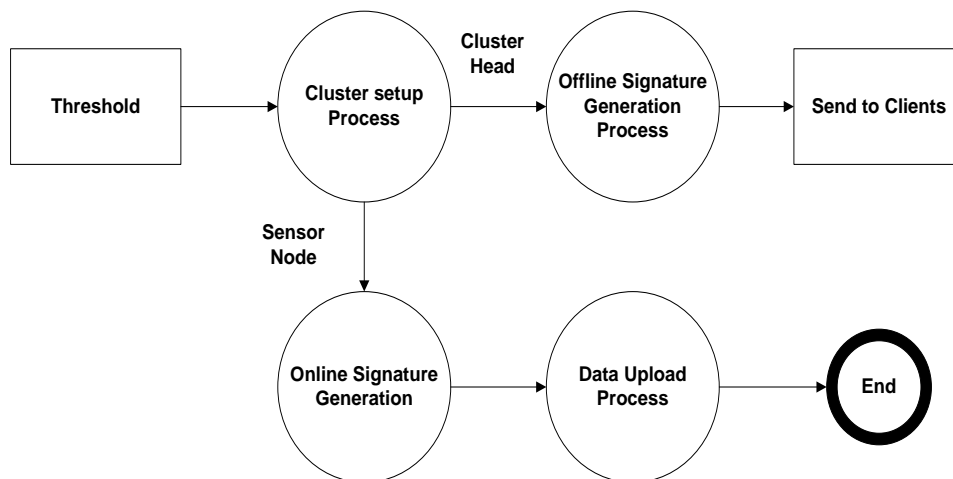 Threshold
Cluster setup
Process
Cluster
Head
Offline Signature
Generation
Process
Send to Clients
Sensor
Node
Online Signature
Generation
Data Upload
Process
End